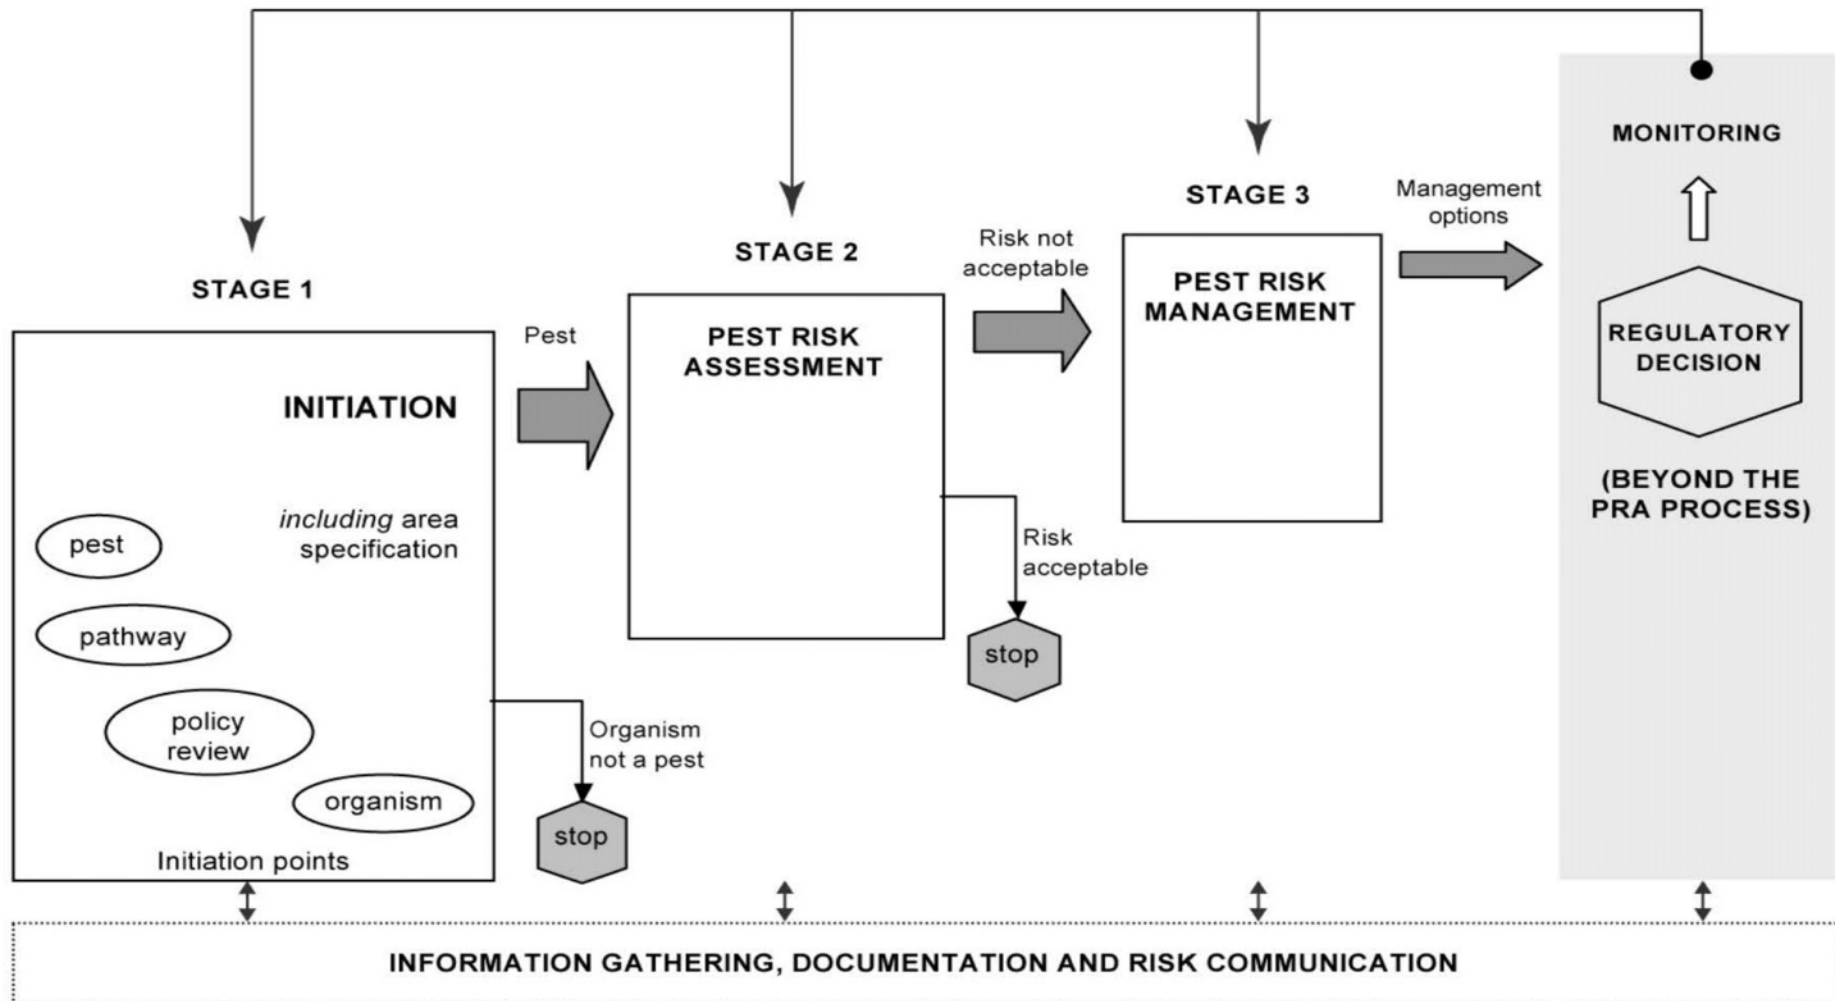 STAGE 1
INITIATION
including area
specification
pest
pathway
policy
review
organism
Initiation points
Pest
Organism
not a pest
stop
STAGE 2
PEST RISK
ASSESSMENT
Risk not
acceptable
Risk
acceptable
stop
STAGE 3
PEST RISK
MANAGEMENT
Management
options
MONITORING
REGULATORY
DECISION
(BEYOND THE
PRA PROCESS)
INFORMATION GATHERING, DOCUMENTATION AND RISK COMMUNICATION